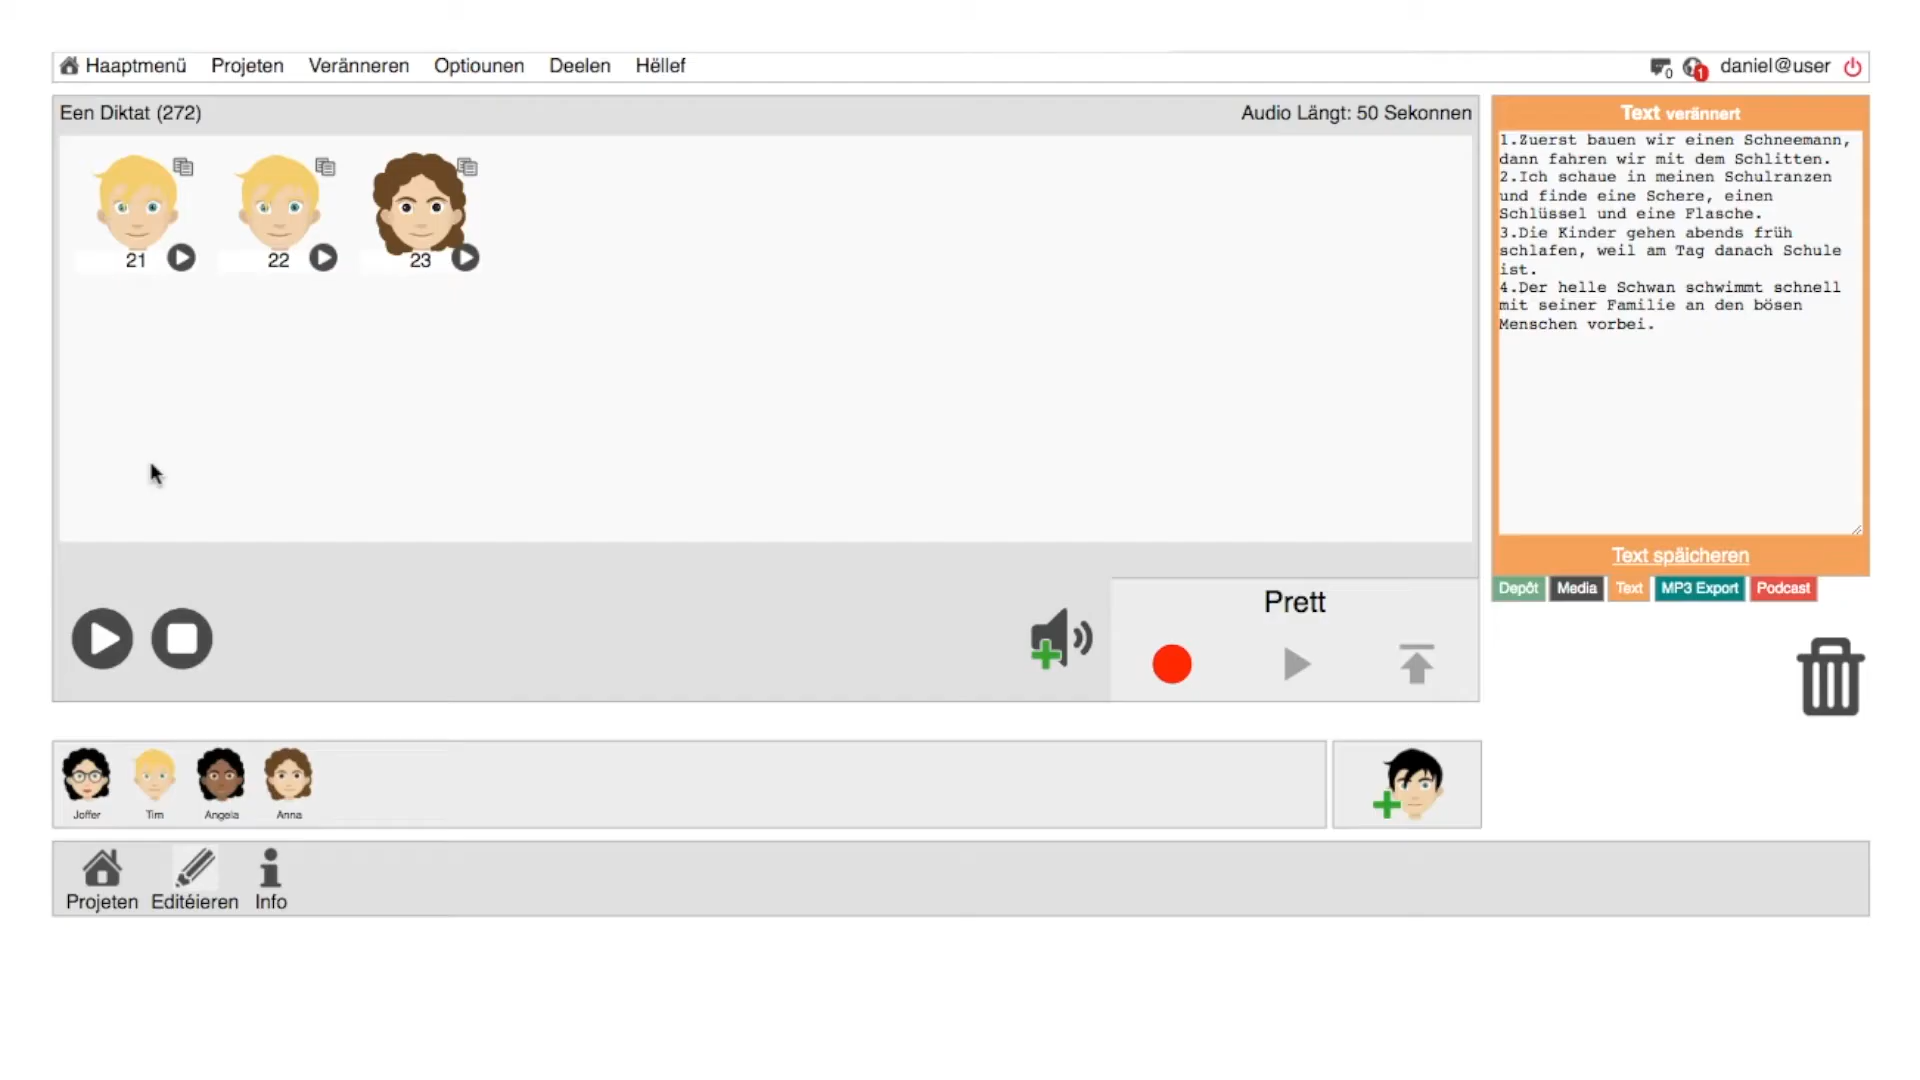 Haaptmenü Projeten Veränneren Optiounen Deelen Hëllef
0 1 daniel@user
Een Diktat (272)
Audio Längt: 50 Sekonnen
21 22 23
Text verännert
1.Zuerst bauen wir einen Schneemann,
dann fahren wir mit dem Schlitten.
2.Ich schaue in meinen Schulranzen
und finde eine Schere, einen
Schlüssel und eine Flasche.
3.Die Kinder gehen abends früh
schlafen, weil am Tag danach Schule
ist.
4.Der helle Schwan schwimmt schnell
mit seiner Familie an den bösen
Menschen vorbei.
Text späicheren
Depôt Media Text MP3 Export Podcast
Prett
Joffer Tim Angela Anna
Projeten Editéieren Info